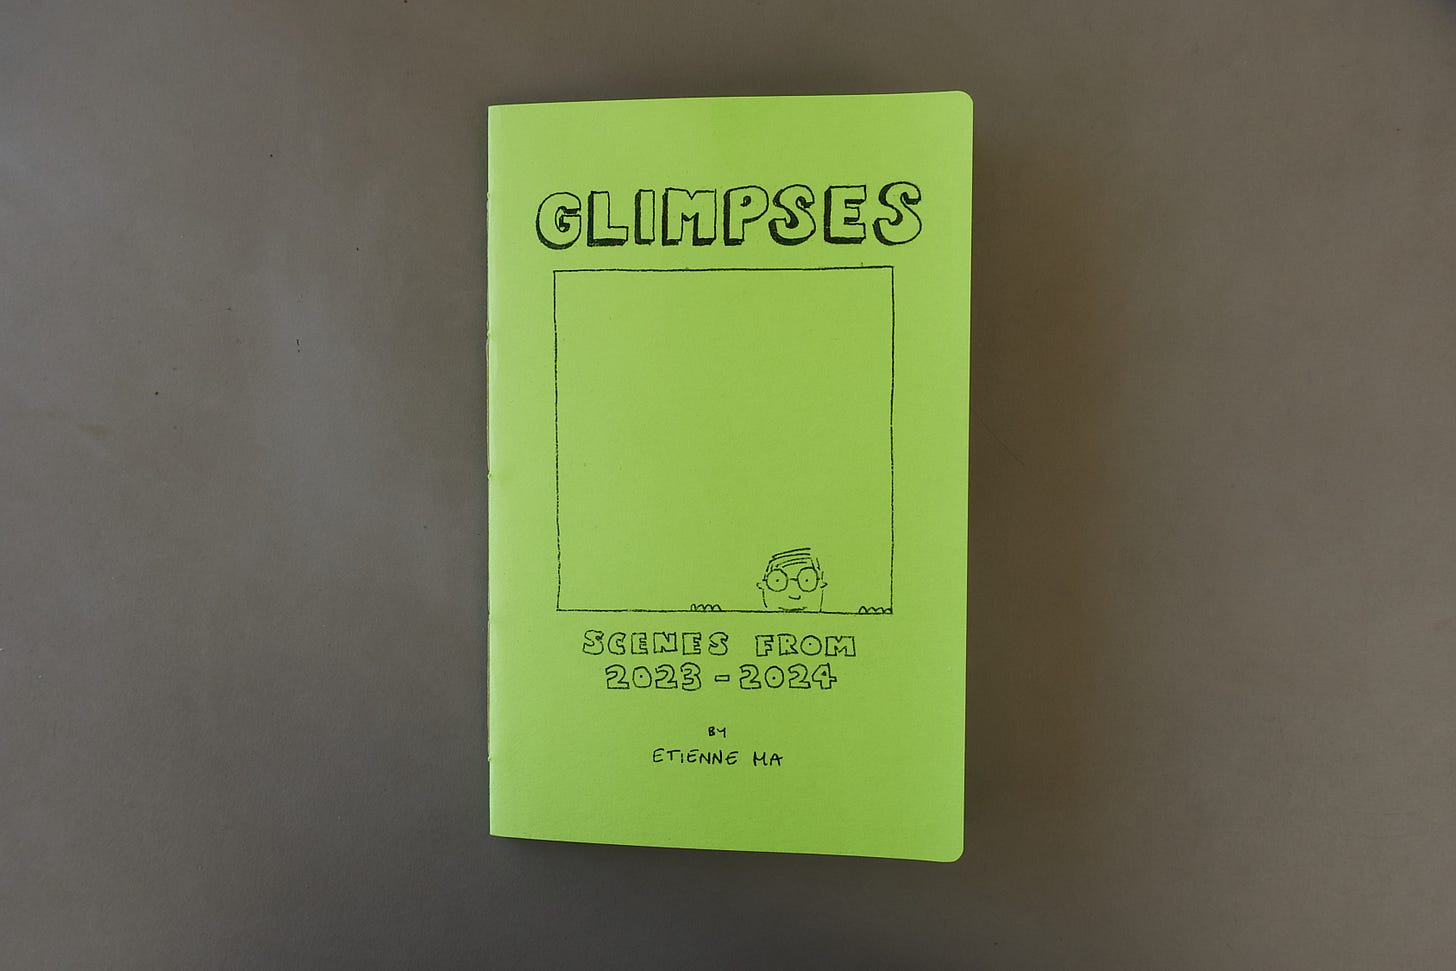 GLIMPSES
SCENES FROM
2023-2024
BY
ETIENNE MA